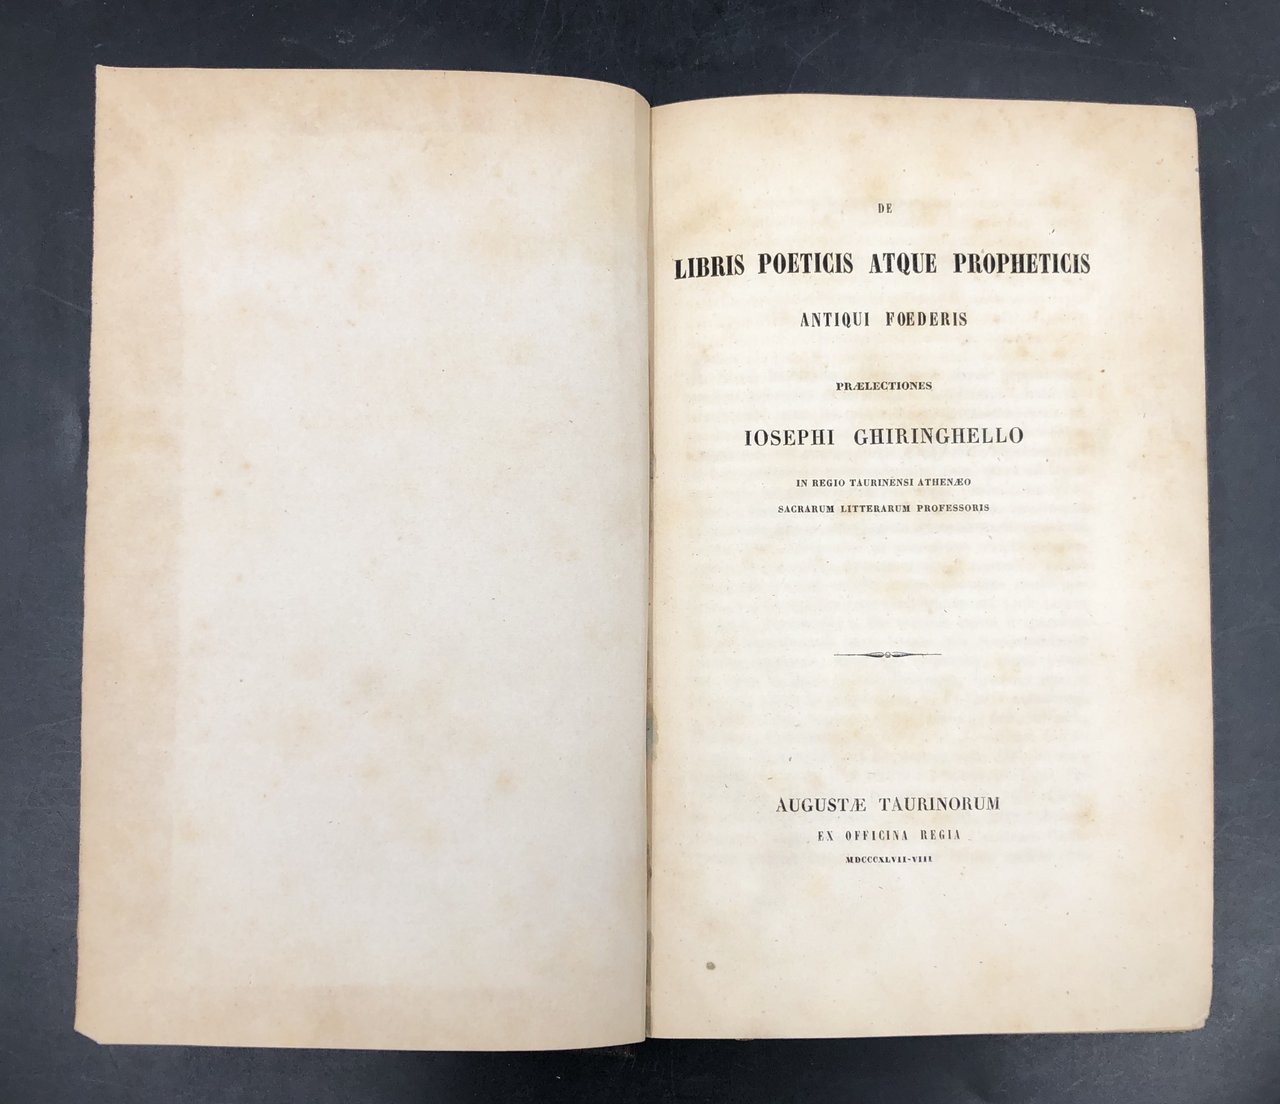 DE
LIBRIS POETICIS ATQUE PROPHETICIS
ANTIQUI FŒDERIS
PRÆLECTIONES
IOSEPHI GHIRINGHELLO
IN REGIO TAURINENSI ATHENÆO
SACRARUM LITTERARUM PROFESSORIS
AUGUSTÆ TAURINORUM
EX OFFICINA REGIA
MDCCCXLVII-VIII